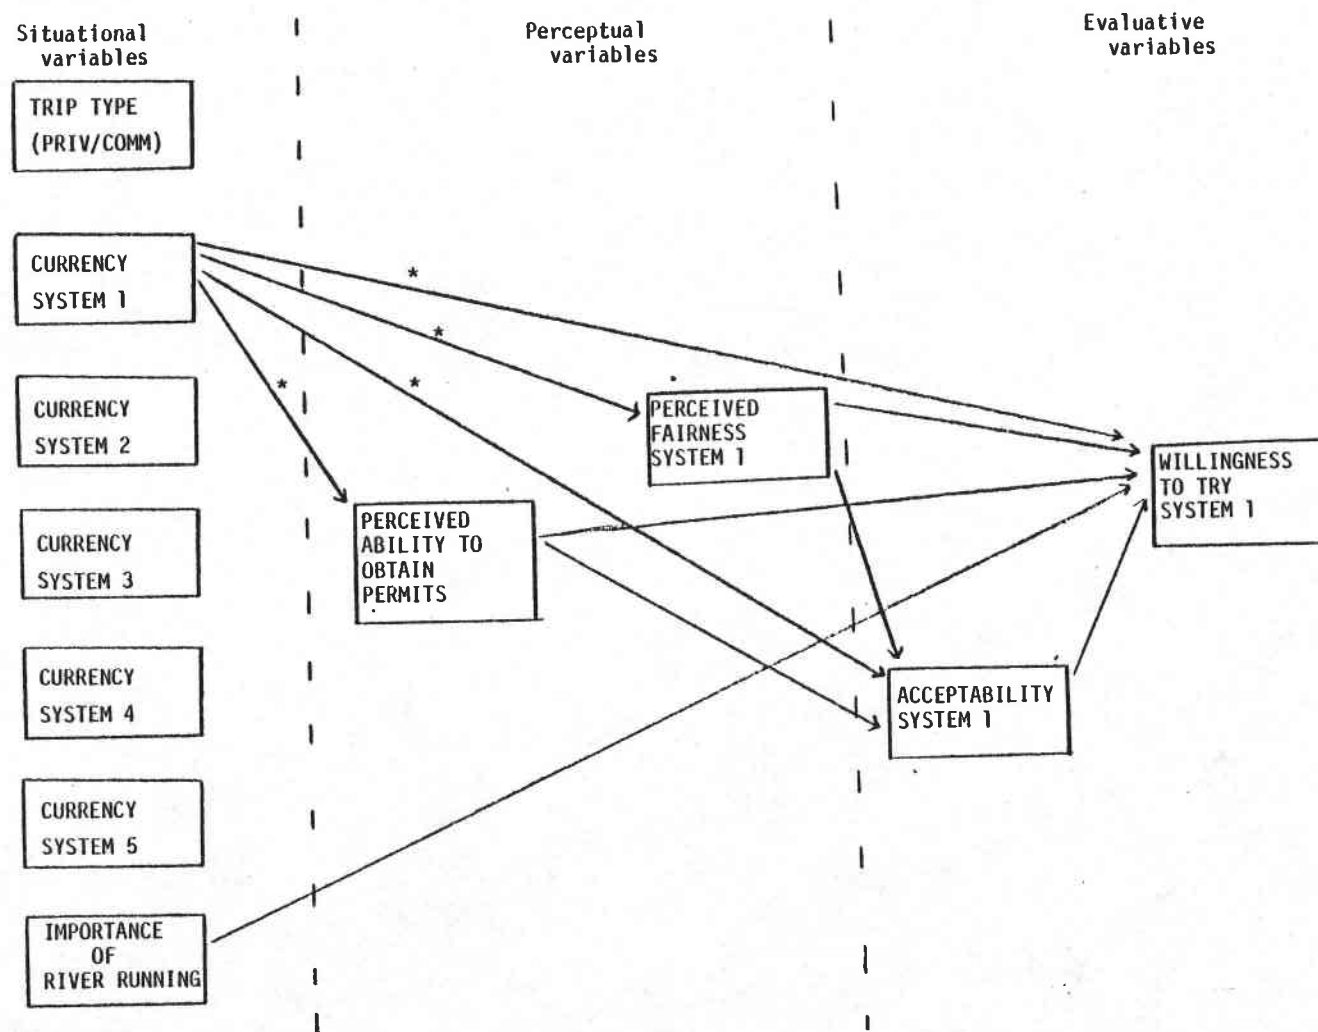 Situational
variables
Perceptual
variables
Evaluative
variables
TRIP TYPE
(PRIV/COMM)
CURRENCY
SYSTEM 1
CURRENCY
SYSTEM 2
CURRENCY
SYSTEM 3
CURRENCY
SYSTEM 4
CURRENCY
SYSTEM 5
IMPORTANCE
OF
RIVER RUNNING
*
*
*
*
PERCEIVED
ABILITY TO
OBTAIN
PERMITS
PERCEIVED
FAIRNESS
SYSTEM 1
ACCEPTABILITY
SYSTEM 1
WILLINGNESS
TO TRY
SYSTEM 1